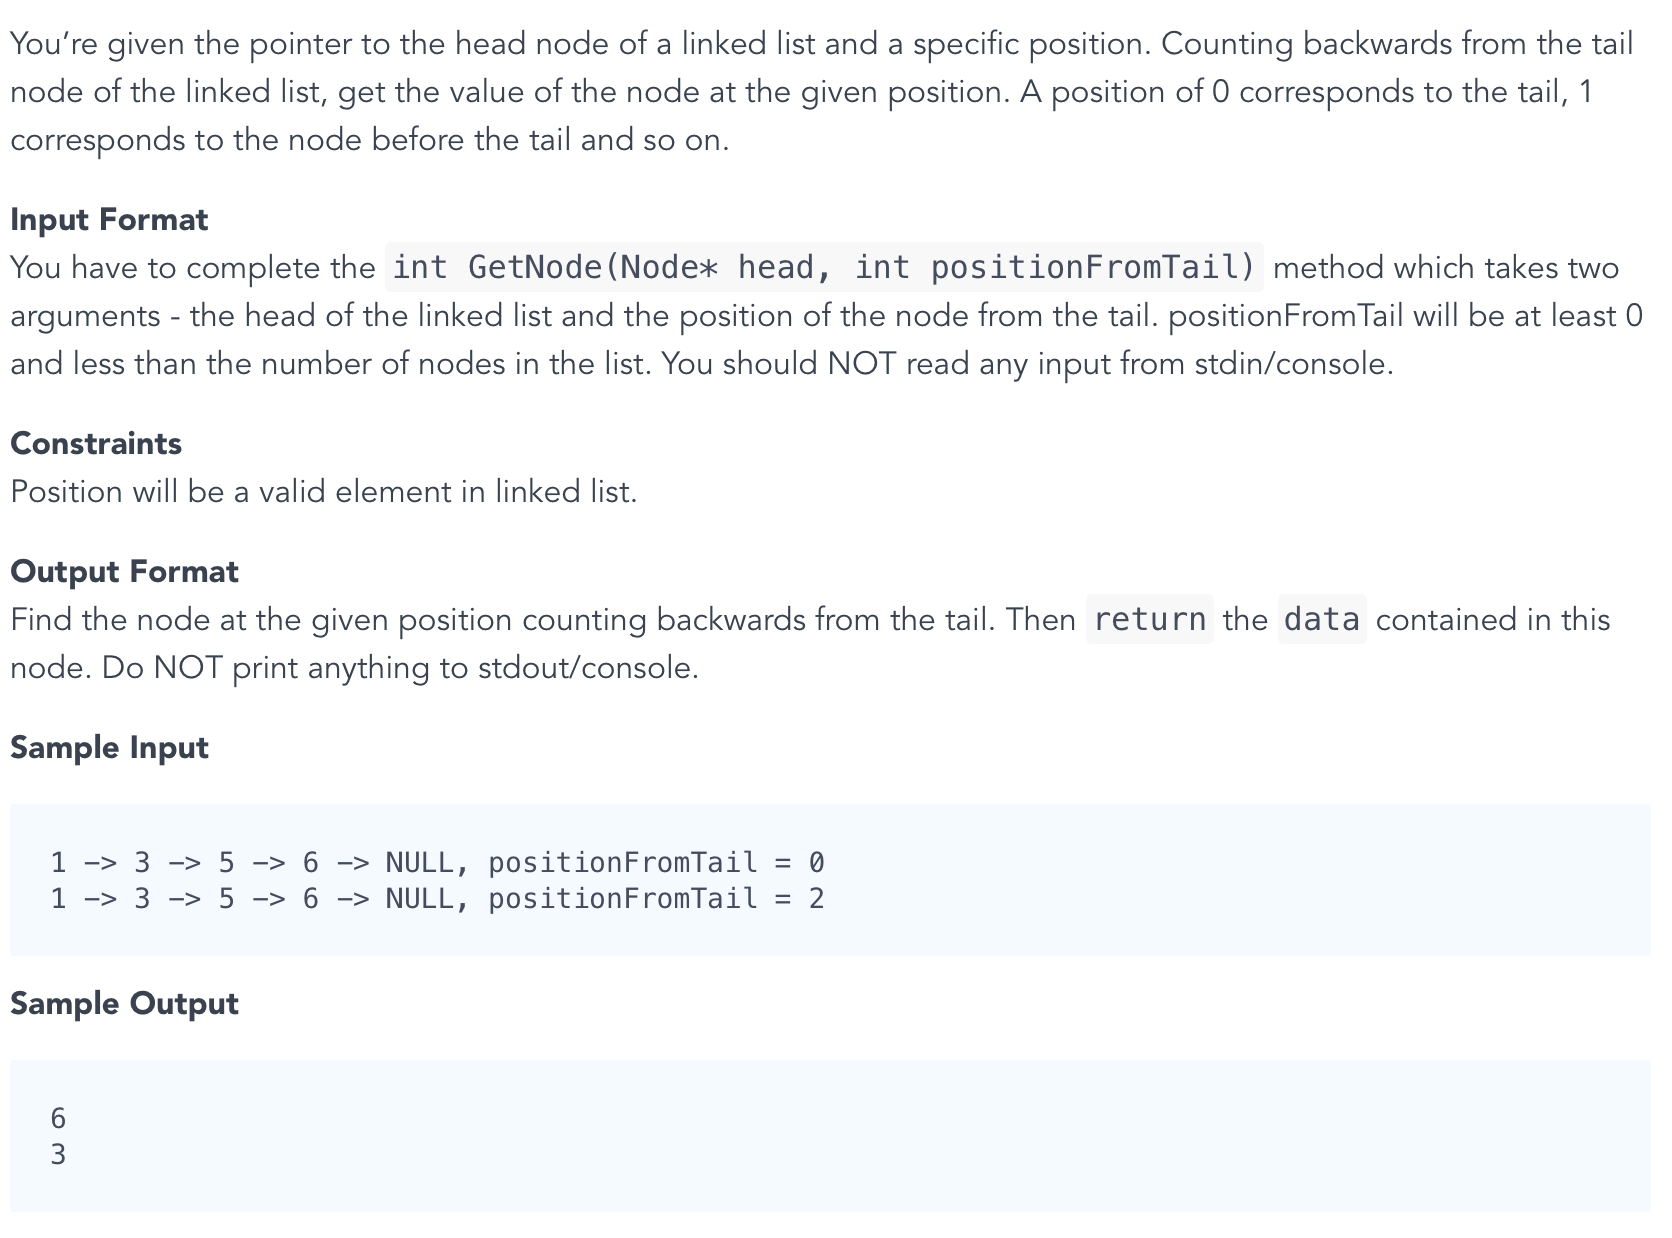 You’re given the pointer to the head node of a linked list and a specific position. Counting backwards from the tail
node of the linked list, get the value of the node at the given position. A position of 0 corresponds to the tail, 1
corresponds to the node before the tail and so on.
Input Format
You have to complete the int GetNode(Node* head, int positionFromTail) method which takes two
arguments - the head of the linked list and the position of the node from the tail. positionFromTail will be at least 0
and less than the number of nodes in the list. You should NOT read any input from stdin/console.
Constraints
Position will be a valid element in linked list.
Output Format
Find the node at the given position counting backwards from the tail. Then return the data contained in this
node. Do NOT print anything to stdout/console.
Sample Input
1 -> 3 -> 5 -> 6 -> NULL, positionFromTail = 0
1 -> 3 -> 5 -> 6 -> NULL, positionFromTail = 2
Sample Output
6
3